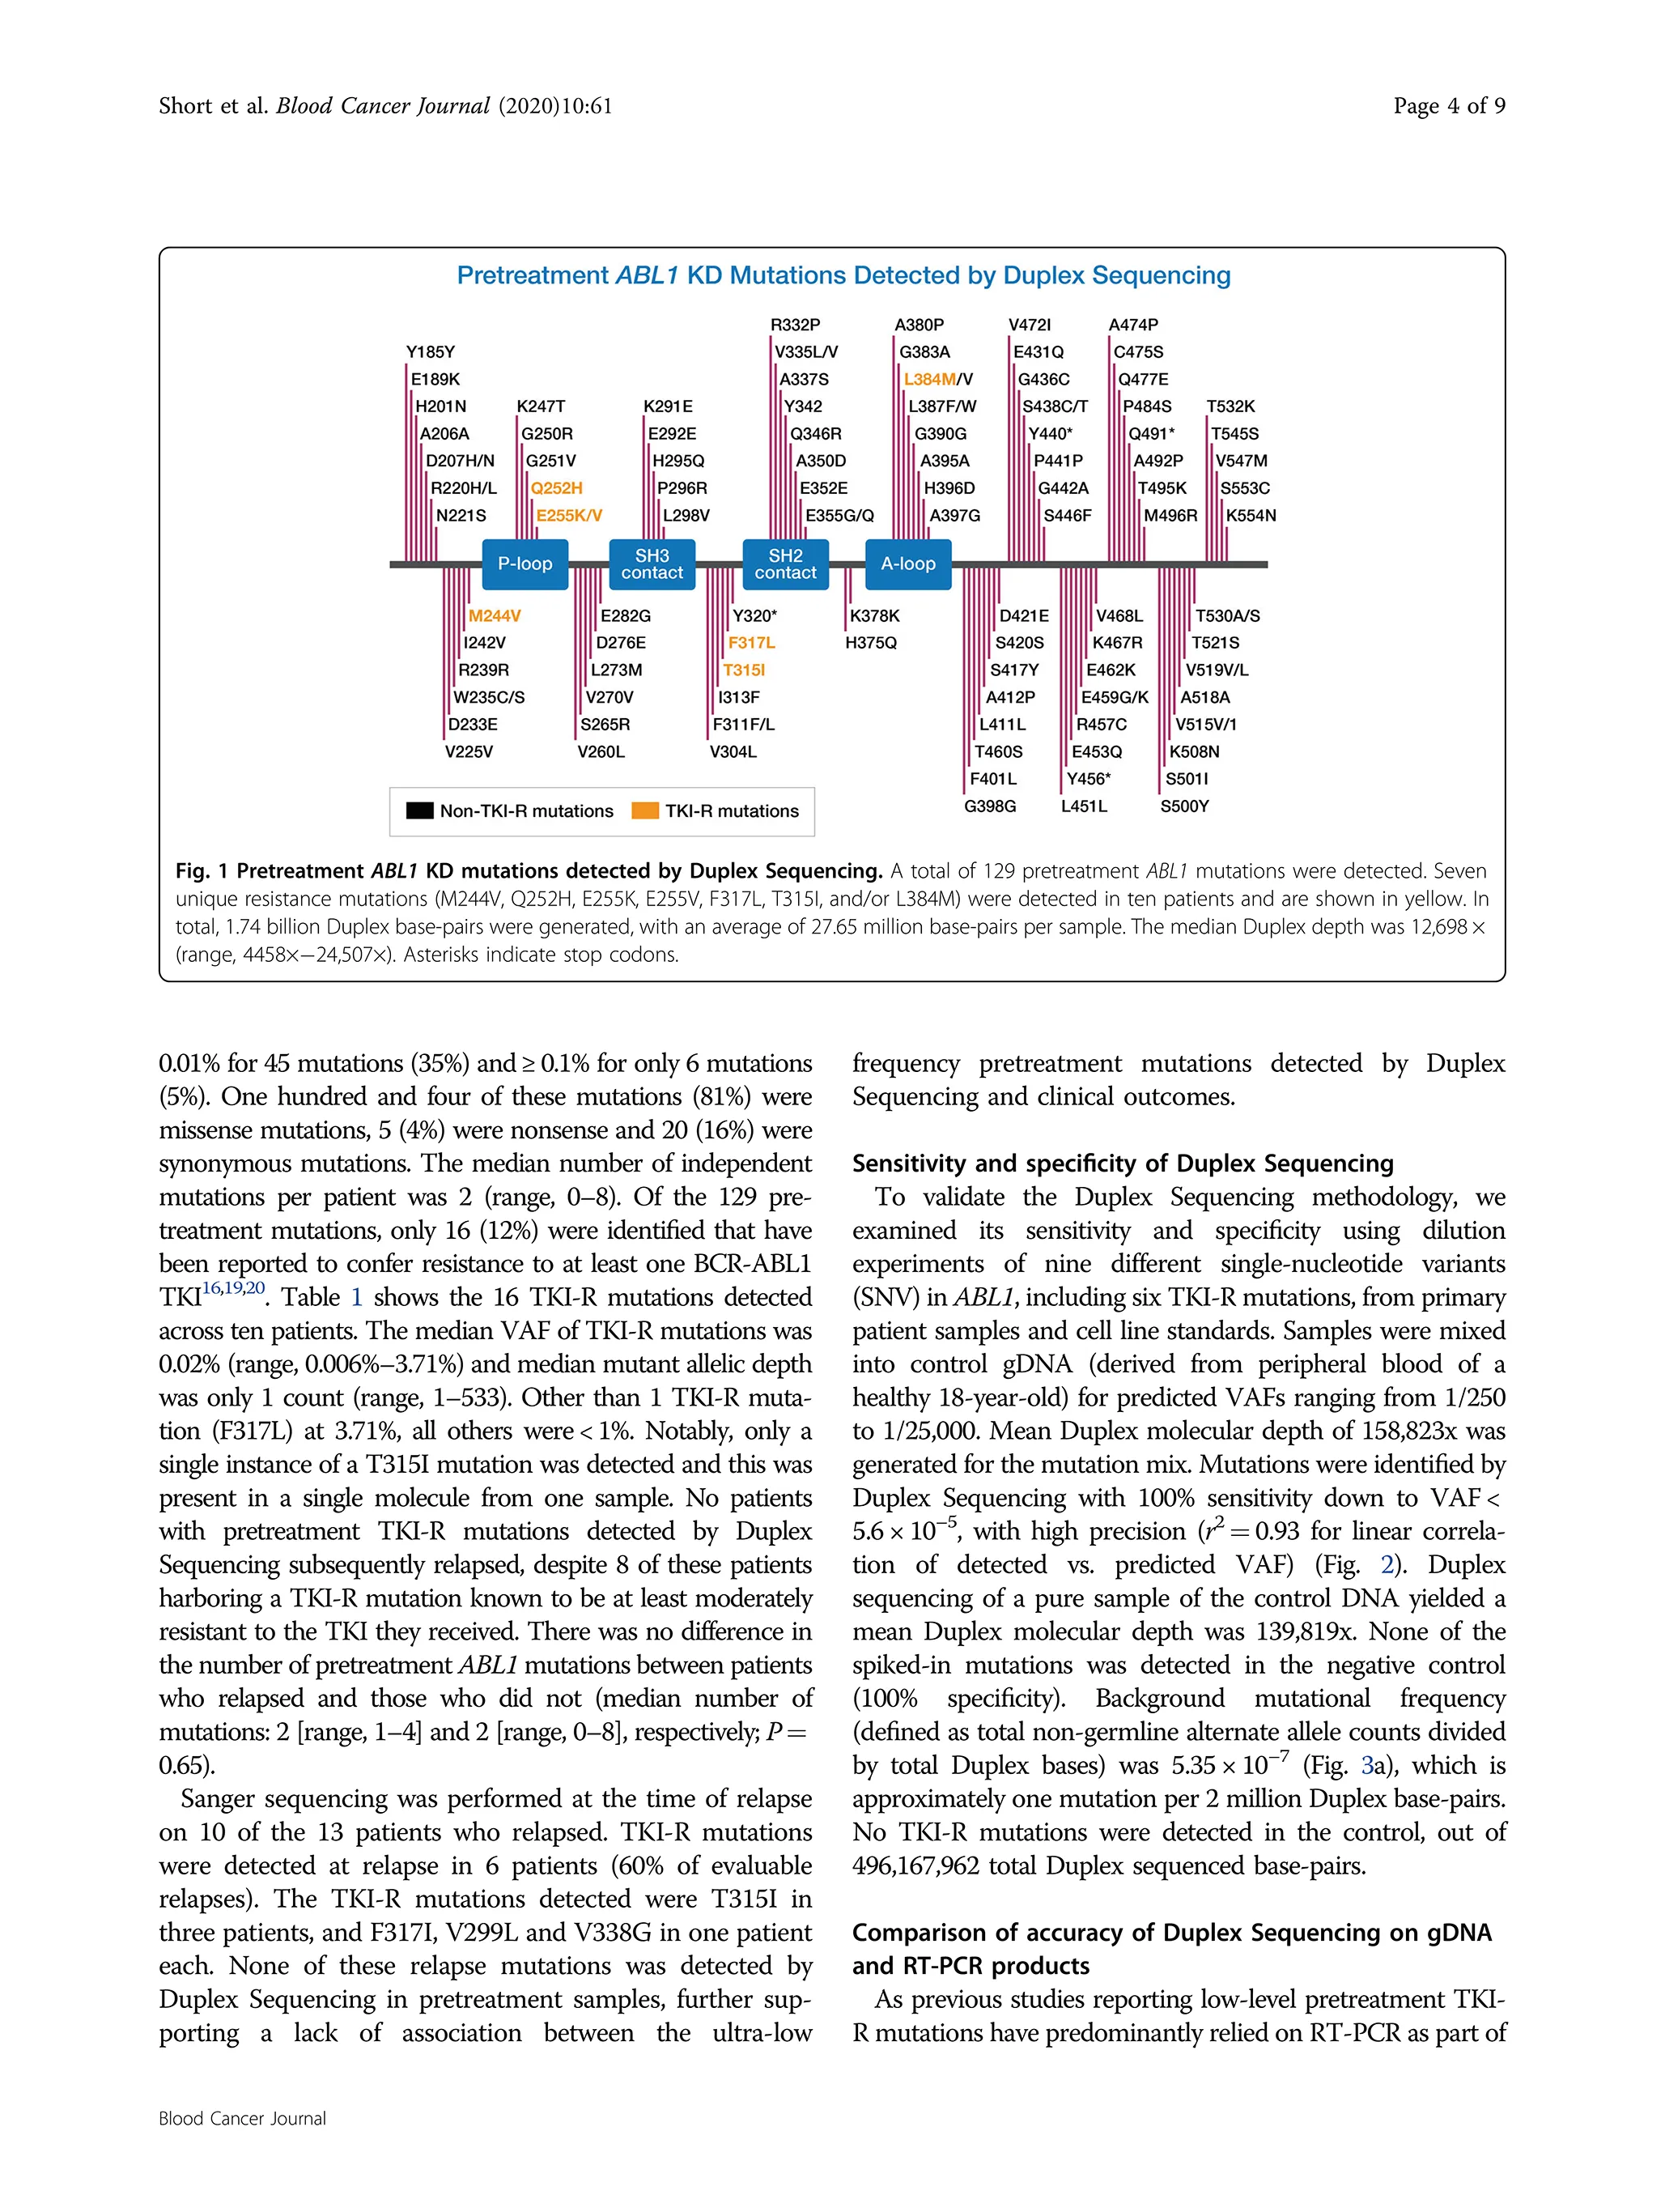 Short et al. Blood Cancer Journal (2020)10:61
Page 4 of 9
Pretreatment ABL1 KD Mutations Detected by Duplex Sequencing
Y185Y
E189K
H201N
A206A
D207H/N
R220H/L
N221S
K247T
G250R
G251V
Q252H
E255K/V
K291E
E292E
H295Q
P296R
L298V
R332P
V335L/V
A337S
Y342
Q346R
A350D
E352E
E355G/Q
A380P
G383A
L384M/V
L387F/W
G390G
A395A
H396D
A397G
V472I
E431Q
G436C
S438C/T
Y440*
P441P
G442A
S446F
A474P
C475S
Q477E
P484S
Q491*
A492P
T495K
M496R
T532K
T545S
V547M
S553C
K554N
P-loop
SH3
contact
SH2
contact
A-loop
M244V
I242V
R239R
W235C/S
D233E
V225V
E282G
D276E
L273M
V270V
S265R
V260L
Y320*
F317L
T315I
I313F
F311F/L
V304L
K378K
H375Q
D421E
S420S
S417Y
A412P
L411L
T460S
F401L
G398G
V468L
K467R
E462K
E459G/K
R457C
E453Q
Y456*
L451L
T530A/S
T521S
V519V/L
A518A
V515V/1
K508N
S501I
S500Y
Non-TKI-R mutations
TKI-R mutations
Fig. 1 Pretreatment ABL1 KD mutations detected by Duplex Sequencing. A total of 129 pretreatment ABL1 mutations were detected. Seven
unique resistance mutations (M244V, Q252H, E255K, E255V, F317L, T315I, and/or L384M) were detected in ten patients and are shown in yellow. In
total, 1.74 billion Duplex base-pairs were generated, with an average of 27.65 million base-pairs per sample. The median Duplex depth was 12,698 ×
(range, 4458×−24,507×). Asterisks indicate stop codons.
0.01% for 45 mutations (35%) and ≥ 0.1% for only 6 mutations
(5%). One hundred and four of these mutations (81%) were
missense mutations, 5 (4%) were nonsense and 20 (16%) were
synonymous mutations. The median number of independent
mutations per patient was 2 (range, 0–8). Of the 129 pre-
treatment mutations, only 16 (12%) were identified that have
been reported to confer resistance to at least one BCR-ABL1
TKI16,19,20. Table 1 shows the 16 TKI-R mutations detected
across ten patients. The median VAF of TKI-R mutations was
0.02% (range, 0.006%–3.71%) and median mutant allelic depth
was only 1 count (range, 1–533). Other than 1 TKI-R muta-
tion (F317L) at 3.71%, all others were < 1%. Notably, only a
single instance of a T315I mutation was detected and this was
present in a single molecule from one sample. No patients
with pretreatment TKI-R mutations detected by Duplex
Sequencing subsequently relapsed, despite 8 of these patients
harboring a TKI-R mutation known to be at least moderately
resistant to the TKI they received. There was no difference in
the number of pretreatment ABL1 mutations between patients
who relapsed and those who did not (median number of
mutations: 2 [range, 1–4] and 2 [range, 0–8], respectively; P =
0.65).
Sanger sequencing was performed at the time of relapse
on 10 of the 13 patients who relapsed. TKI-R mutations
were detected at relapse in 6 patients (60% of evaluable
relapses). The TKI-R mutations detected were T315I in
three patients, and F317I, V299L and V338G in one patient
each. None of these relapse mutations was detected by
Duplex Sequencing in pretreatment samples, further sup-
porting a lack of association between the ultra-low
frequency pretreatment mutations detected by Duplex
Sequencing and clinical outcomes.
Sensitivity and specificity of Duplex Sequencing
To validate the Duplex Sequencing methodology, we
examined its sensitivity and specificity using dilution
experiments of nine different single-nucleotide variants
(SNV) in ABL1, including six TKI-R mutations, from primary
patient samples and cell line standards. Samples were mixed
into control gDNA (derived from peripheral blood of a
healthy 18-year-old) for predicted VAFs ranging from 1/250
to 1/25,000. Mean Duplex molecular depth of 158,823x was
generated for the mutation mix. Mutations were identified by
Duplex Sequencing with 100% sensitivity down to VAF <
5.6 × 10−5, with high precision (r2 = 0.93 for linear correla-
tion of detected vs. predicted VAF) (Fig. 2). Duplex
sequencing of a pure sample of the control DNA yielded a
mean Duplex molecular depth was 139,819x. None of the
spiked-in mutations was detected in the negative control
(100% specificity). Background mutational frequency
(defined as total non-germline alternate allele counts divided
by total Duplex bases) was 5.35 × 10−7 (Fig. 3a), which is
approximately one mutation per 2 million Duplex base-pairs.
No TKI-R mutations were detected in the control, out of
496,167,962 total Duplex sequenced base-pairs.
Comparison of accuracy of Duplex Sequencing on gDNA
and RT-PCR products
As previous studies reporting low-level pretreatment TKI-
R mutations have predominantly relied on RT-PCR as part of
Blood Cancer Journal